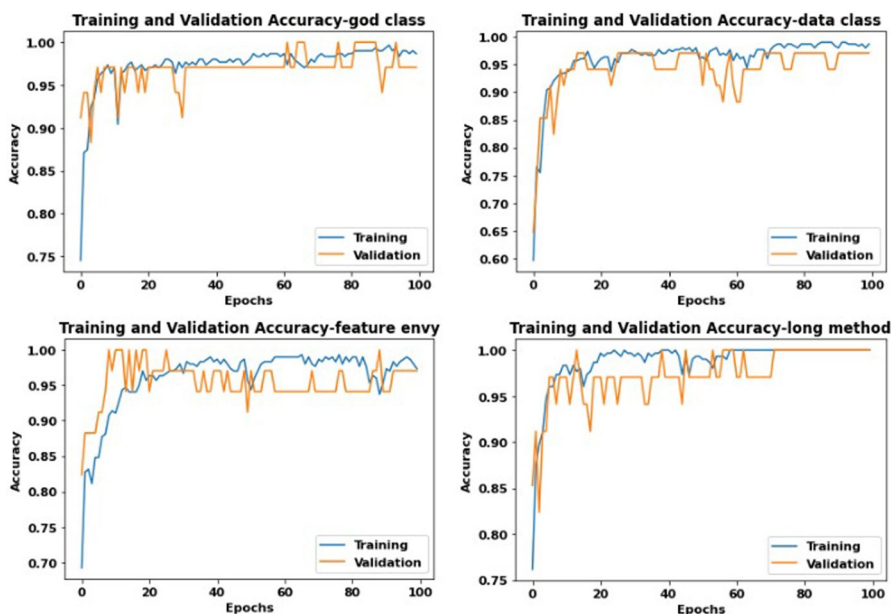 Training and Validation Accuracy-god class
1.00
0.95
0.90
0.85
0.80
0.75
Accuracy
Training
Validation
0 20 40 60 80 100
Epochs
Training and Validation Accuracy-data class
1.00
0.95
0.90
0.85
0.80
0.75
0.70
0.65
0.60
Accuracy
Training
Validation
0 20 40 60 80 100
Epochs
Training and Validation Accuracy-feature envy
1.00
0.95
0.90
0.85
0.80
0.75
0.70
Accuracy
Training
Validation
0 20 40 60 80 100
Epochs
Training and Validation Accuracy-long method
1.00
0.95
0.90
0.85
0.80
0.75
Accuracy
Training
Validation
0 20 40 60 80 100
Epochs